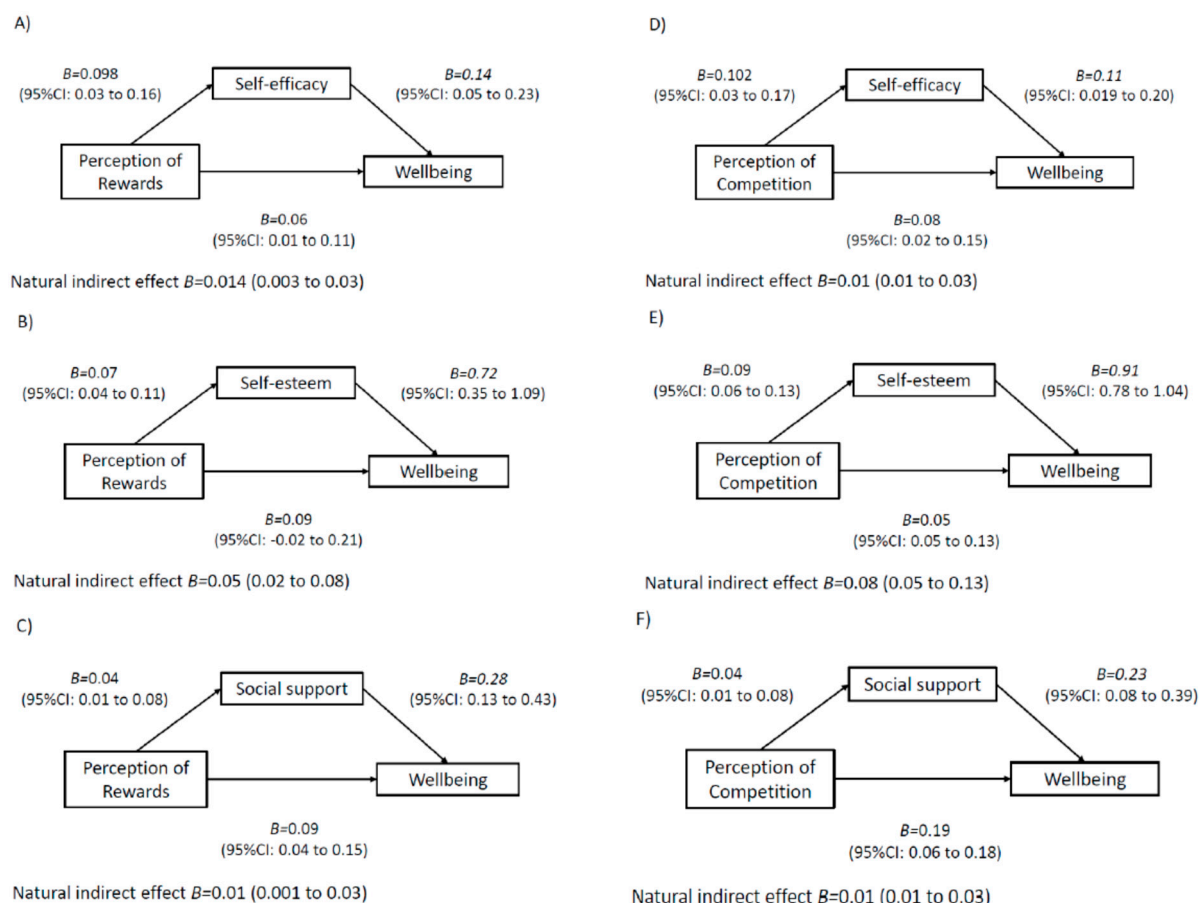 A)
B=0.098
(95%CI: 0.03 to 0.16)
Self-efficacy
B=0.14
(95%CI: 0.05 to 0.23)
Perception of
Rewards
Wellbeing
B=0.06
(95%CI: 0.01 to 0.11)
Natural indirect effect B=0.014 (0.003 to 0.03)
B)
B=0.07
(95%CI: 0.04 to 0.11)
Self-esteem
B=0.72
(95%CI: 0.35 to 1.09)
Perception of
Rewards
Wellbeing
B=0.09
(95%CI: -0.02 to 0.21)
Natural indirect effect B=0.05 (0.02 to 0.08)
C)
B=0.04
(95%CI: 0.01 to 0.08)
Social support
B=0.28
(95%CI: 0.13 to 0.43)
Perception of
Rewards
Wellbeing
B=0.09
(95%CI: 0.04 to 0.15)
Natural indirect effect B=0.01 (0.001 to 0.03)
D)
B=0.102
(95%CI: 0.03 to 0.17)
Self-efficacy
B=0.11
(95%CI: 0.019 to 0.20)
Perception of
Competition
Wellbeing
B=0.08
(95%CI: 0.02 to 0.15)
Natural indirect effect B=0.01 (0.01 to 0.03)
E)
B=0.09
(95%CI: 0.06 to 0.13)
Self-esteem
B=0.91
(95%CI: 0.78 to 1.04)
Perception of
Competition
Wellbeing
B=0.05
(95%CI: 0.05 to 0.13)
Natural indirect effect B=0.08 (0.05 to 0.13)
F)
B=0.04
(95%CI: 0.01 to 0.08)
Social support
B=0.23
(95%CI: 0.08 to 0.39)
Perception of
Competition
Wellbeing
B=0.19
(95%CI: 0.06 to 0.18)
Natural indirect effect B=0.01 (0.01 to 0.03)